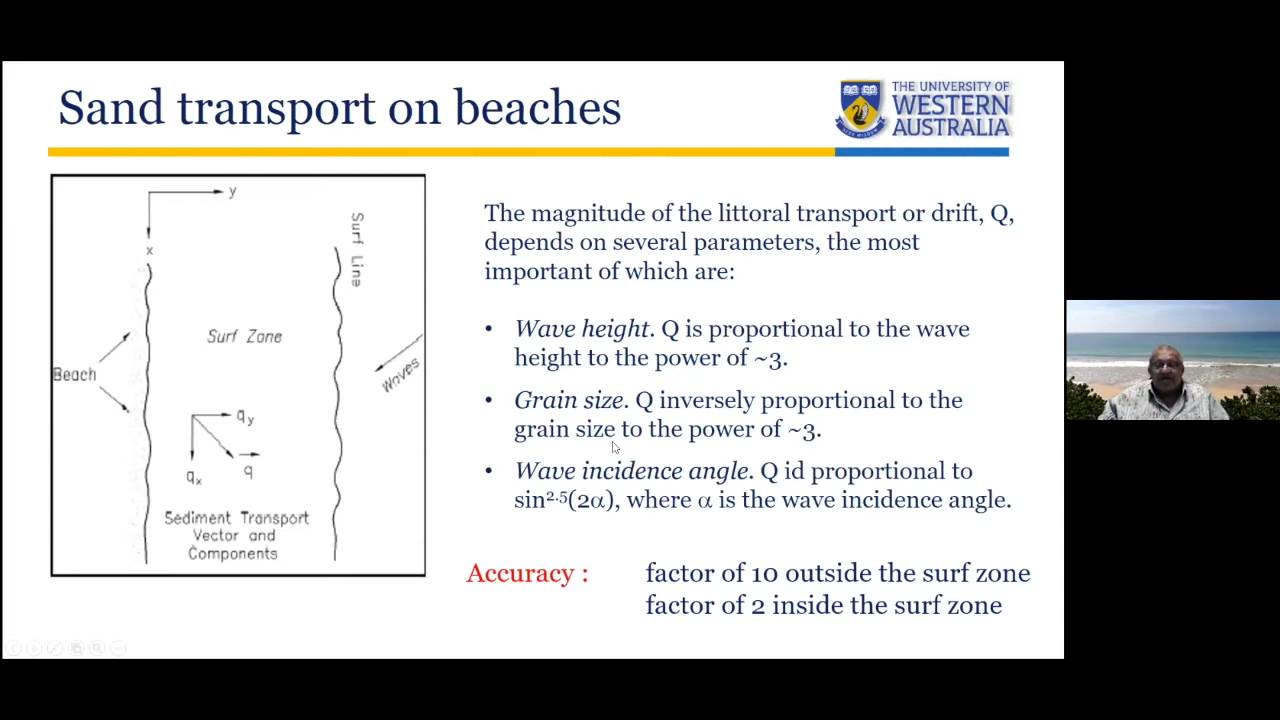 Sand transport on beaches
THE UNIVERSITY OF
WESTERN
AUSTRALIA
y
x
Surf Line
Surf Zone
Beach
Waves
qy
qx
q
Sediment Transport
Vector and
Components
The magnitude of the littoral transport or drift, Q,
depends on several parameters, the most
important of which are:
• Wave height. Q is proportional to the wave
height to the power of ~3.
• Grain size. Q inversely proportional to the
grain size to the power of ~3.
• Wave incidence angle. Q id proportional to
sin²·⁵(2α), where α is the wave incidence angle.
Accuracy : factor of 10 outside the surf zone
factor of 2 inside the surf zone